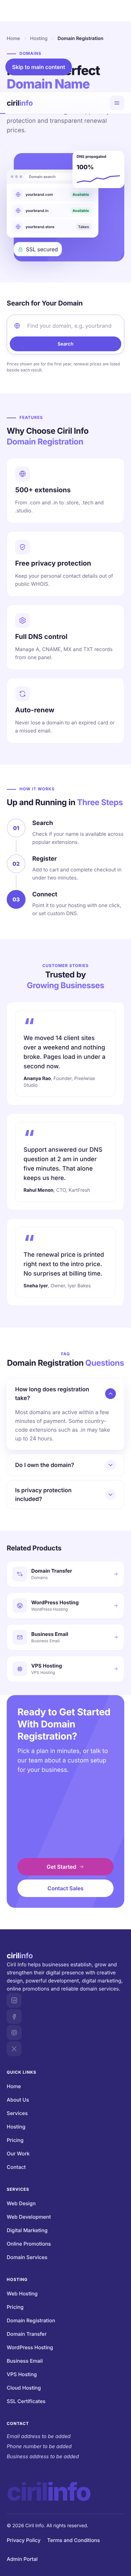 Home Hosting Domain Registration
DOMAINS
Skip to main content
Domain Name
cirilinfo
protection and transparent renewal
prices.
DNS propagated
100%
Domain search
yourbrand.com Available
yourbrand.in Available
yourbrand.store Taken
SSL secured
Search for Your Domain
Find your domain, e.g. yourbrand
Search
Prices shown are for the first year, renewal prices are listed
beside each result.
FEATURES
Why Choose Ciril Info
Domain Registration
500+ extensions
From .com and .in to .store, .tech and
.studio.
Free privacy protection
Keep your personal contact details out of
public WHOIS.
Full DNS control
Manage A, CNAME, MX and TXT records
from one panel.
Auto-renew
Never lose a domain to an expired card or
a missed email.
HOW IT WORKS
Up and Running in Three Steps
01
Search
Check if your name is available across
popular extensions.
02
Register
Add to cart and complete checkout in
under two minutes.
03
Connect
Point it to your hosting with one click,
or set custom DNS.
CUSTOMER STORIES
Trusted by
Growing Businesses
We moved 14 client sites
over a weekend and nothing
broke. Pages load in under a
second now.
Ananya Rao, Founder, Pixelwise
Studio
Support answered our DNS
question at 2 am in under
five minutes. That alone
keeps us here.
Rahul Menon, CTO, KartFresh
The renewal price is printed
right next to the intro price.
No surprises in billing time.
Sneha Iyer, Owner, Iyer Bakes
FAQ
Domain Registration Questions
How long does registration
take?
Most domains are active within a few
minutes of payment. Some country-
code extensions such as .in may take
up to 24 hours.
Do I own the domain?
Is privacy protection
included?
Related Products
Domain Transfer
Domains
WordPress Hosting
WordPress Hosting
Business Email
Business Email
VPS Hosting
VPS Hosting
Ready to Get Started
With Domain
Registration?
Pick a plan in minutes, or talk to
our team about a custom setup
for your business.
Get Started
Contact Sales
cirilinfo
Ciril Info helps businesses establish, grow and
strengthen their digital presence with creative
design, powerful development, digital marketing,
online promotions and reliable domain services.
QUICK LINKS
Home
About Us
Services
Hosting
Pricing
Our Work
Contact
SERVICES
Web Design
Web Development
Digital Marketing
Online Promotions
Domain Services
HOSTING
Web Hosting
Pricing
Domain Registration
Domain Transfer
WordPress Hosting
Business Email
VPS Hosting
Cloud Hosting
SSL Certificates
CONTACT
Email address to be added
Phone number to be added
Business address to be added
cirilinfo
© 2026 Ciril Info. All rights reserved.
Privacy Policy Terms and Conditions
Admin Portal